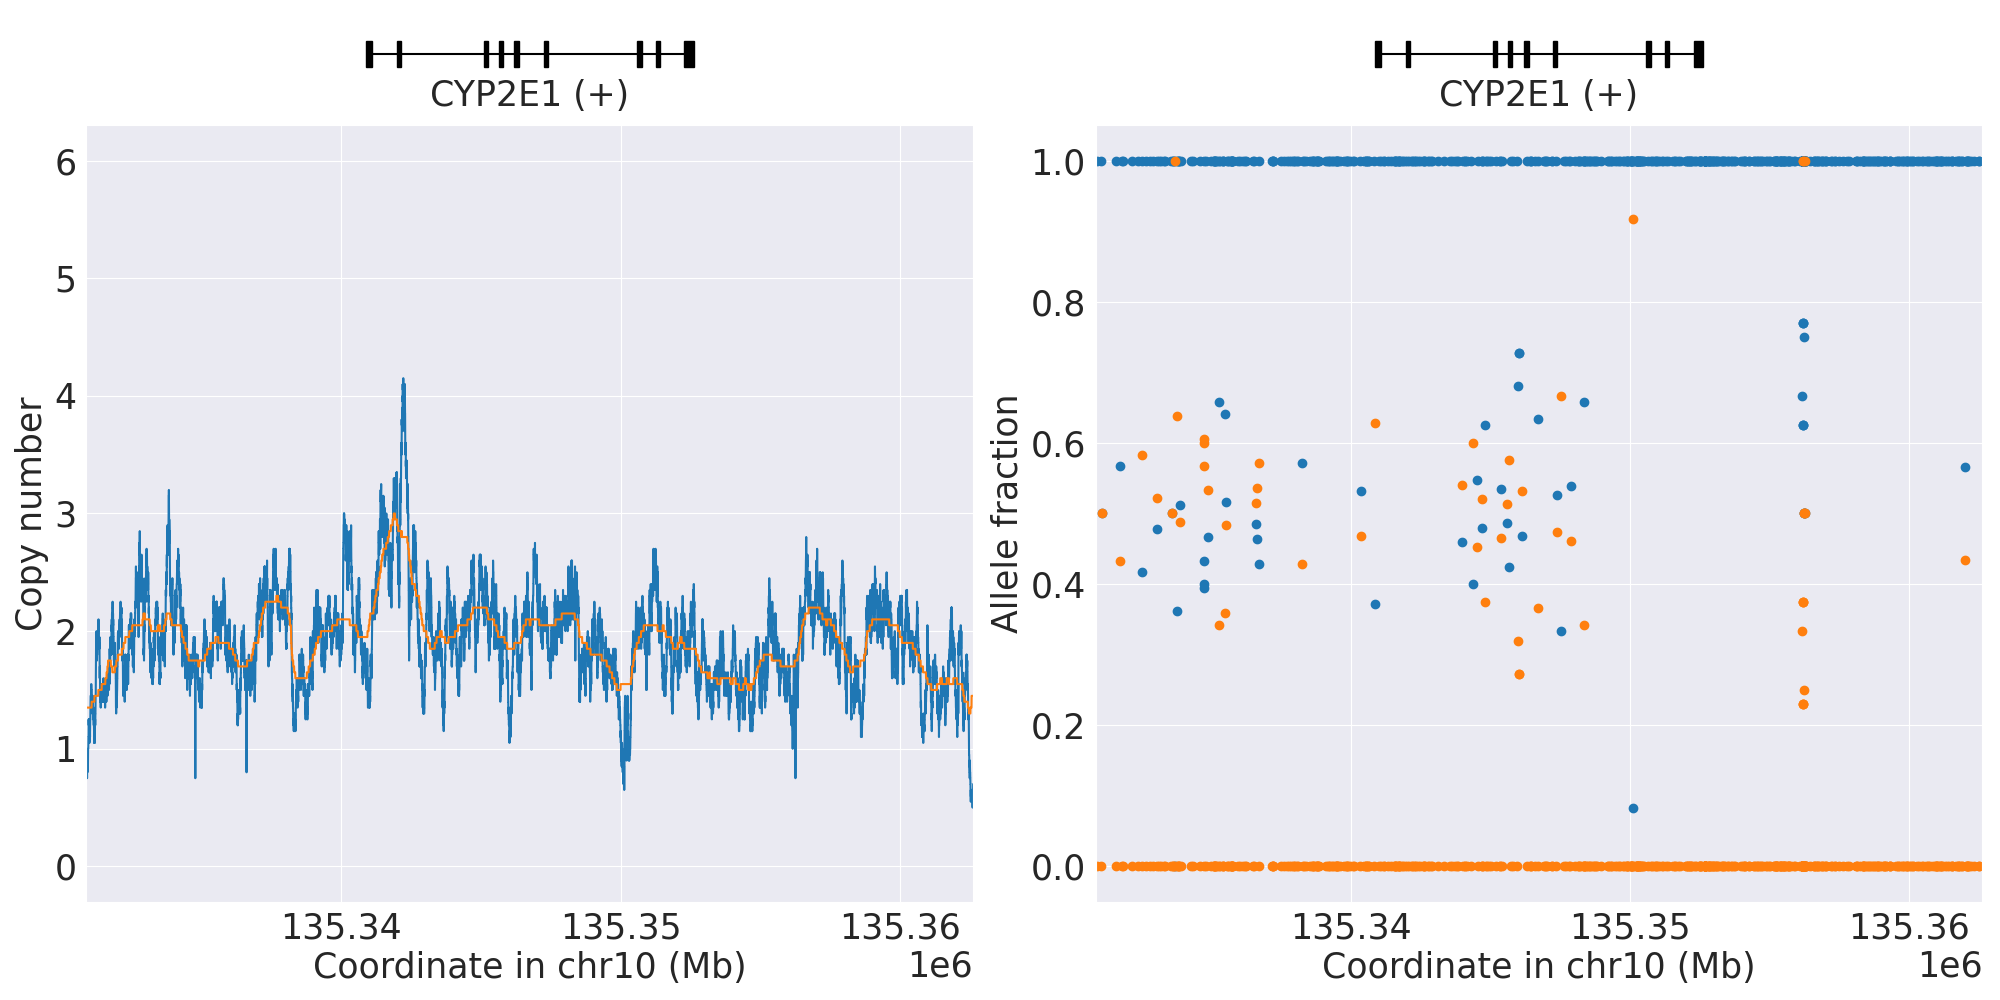 CYP2E1 (+)
6
5
4
3
2
1
0
Copy number
135.34 135.35 135.36
Coordinate in chr10 (Mb) 1e6
CYP2E1 (+)
1.0
0.8
0.6
0.4
0.2
0.0
Allele fraction
135.34 135.35 135.36
Coordinate in chr10 (Mb) 1e6